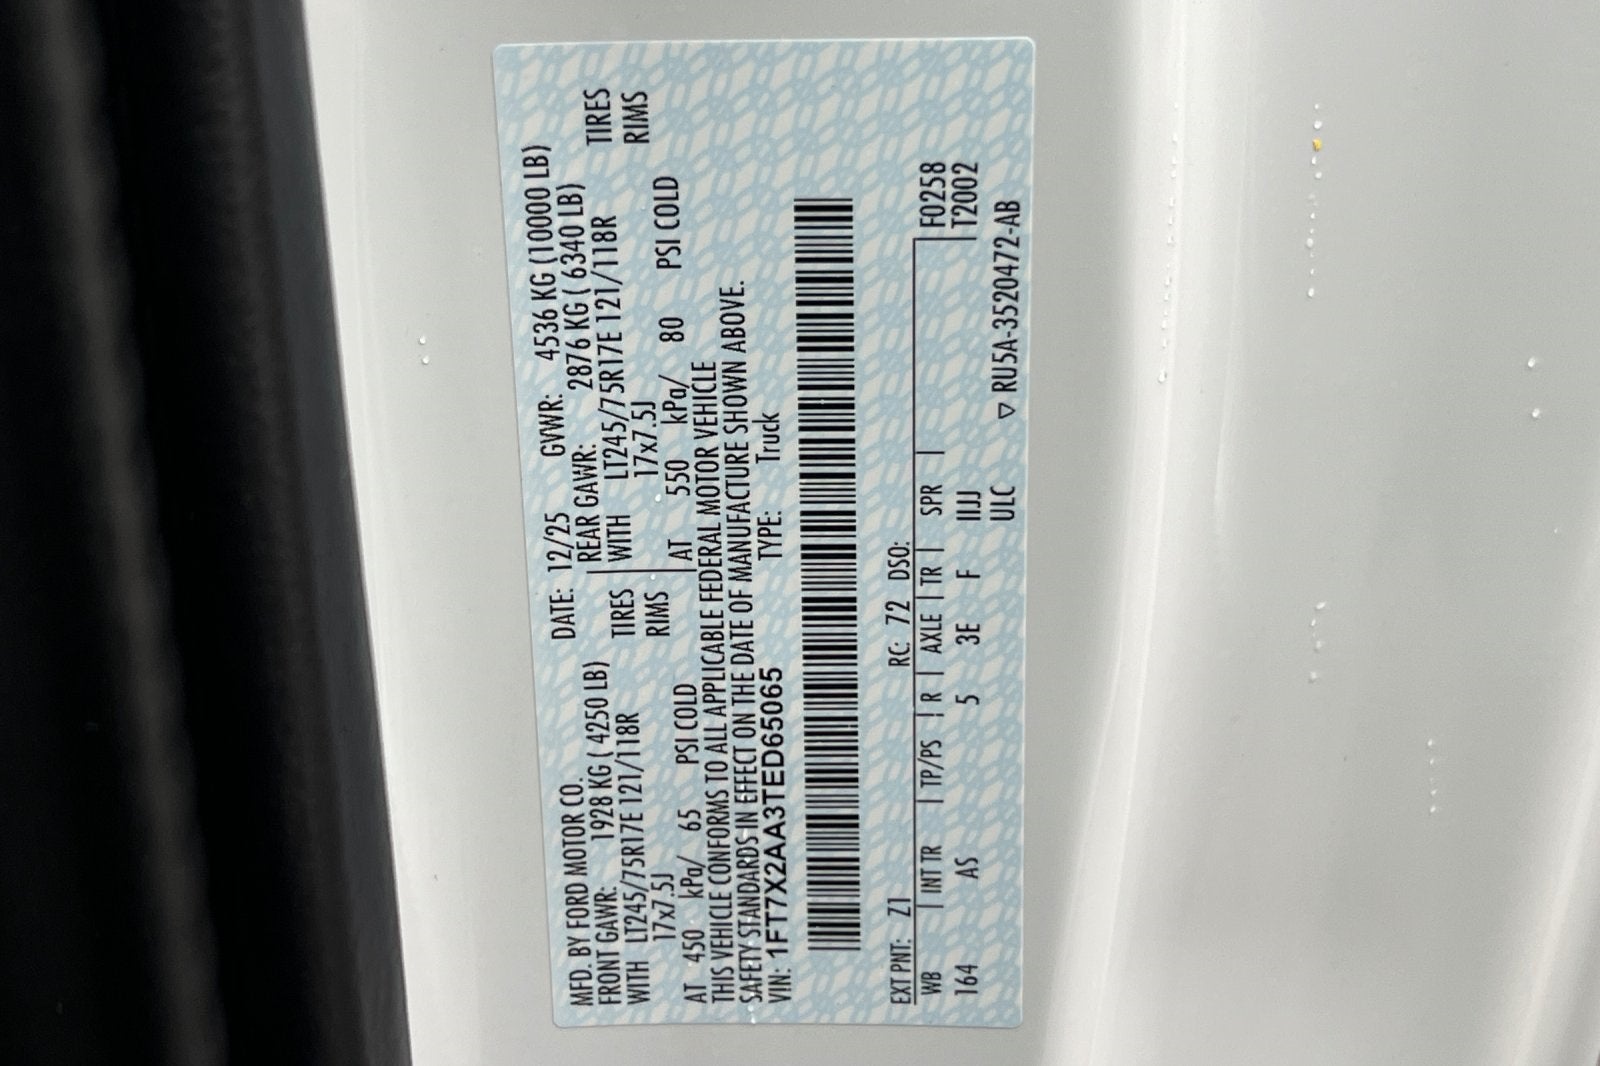 MFD. BY FORD MOTOR CO. DATE: 12/25 GVWR: 4536 KG (10000 LB)
FRONT GAWR: 1928 KG ( 4250 LB) REAR GAWR: 2876 KG ( 6340 LB)
WITH LT245/75R17E 121/118R TIRES WITH LT245/75R17E 121/118R TIRES
17x7.5J RIMS 17x7.5J RIMS
AT 450 kPa/ 65 PSI COLD AT 550 kPa/ 80 PSI COLD
THIS VEHICLE CONFORMS TO ALL APPLICABLE FEDERAL MOTOR VEHICLE
SAFETY STANDARDS IN EFFECT ON THE DATE OF MANUFACTURE SHOWN ABOVE.
VIN: 1FT7X2AA3TED65065 TYPE: Truck
EXT PNT: Z1 RC: 72 DSO:
WB INT TR TP/PS R AXLE TR SPR F0258
164 AS 5 3E F IIJJ T2002
ULC ▽ RU5A-3520472-AB